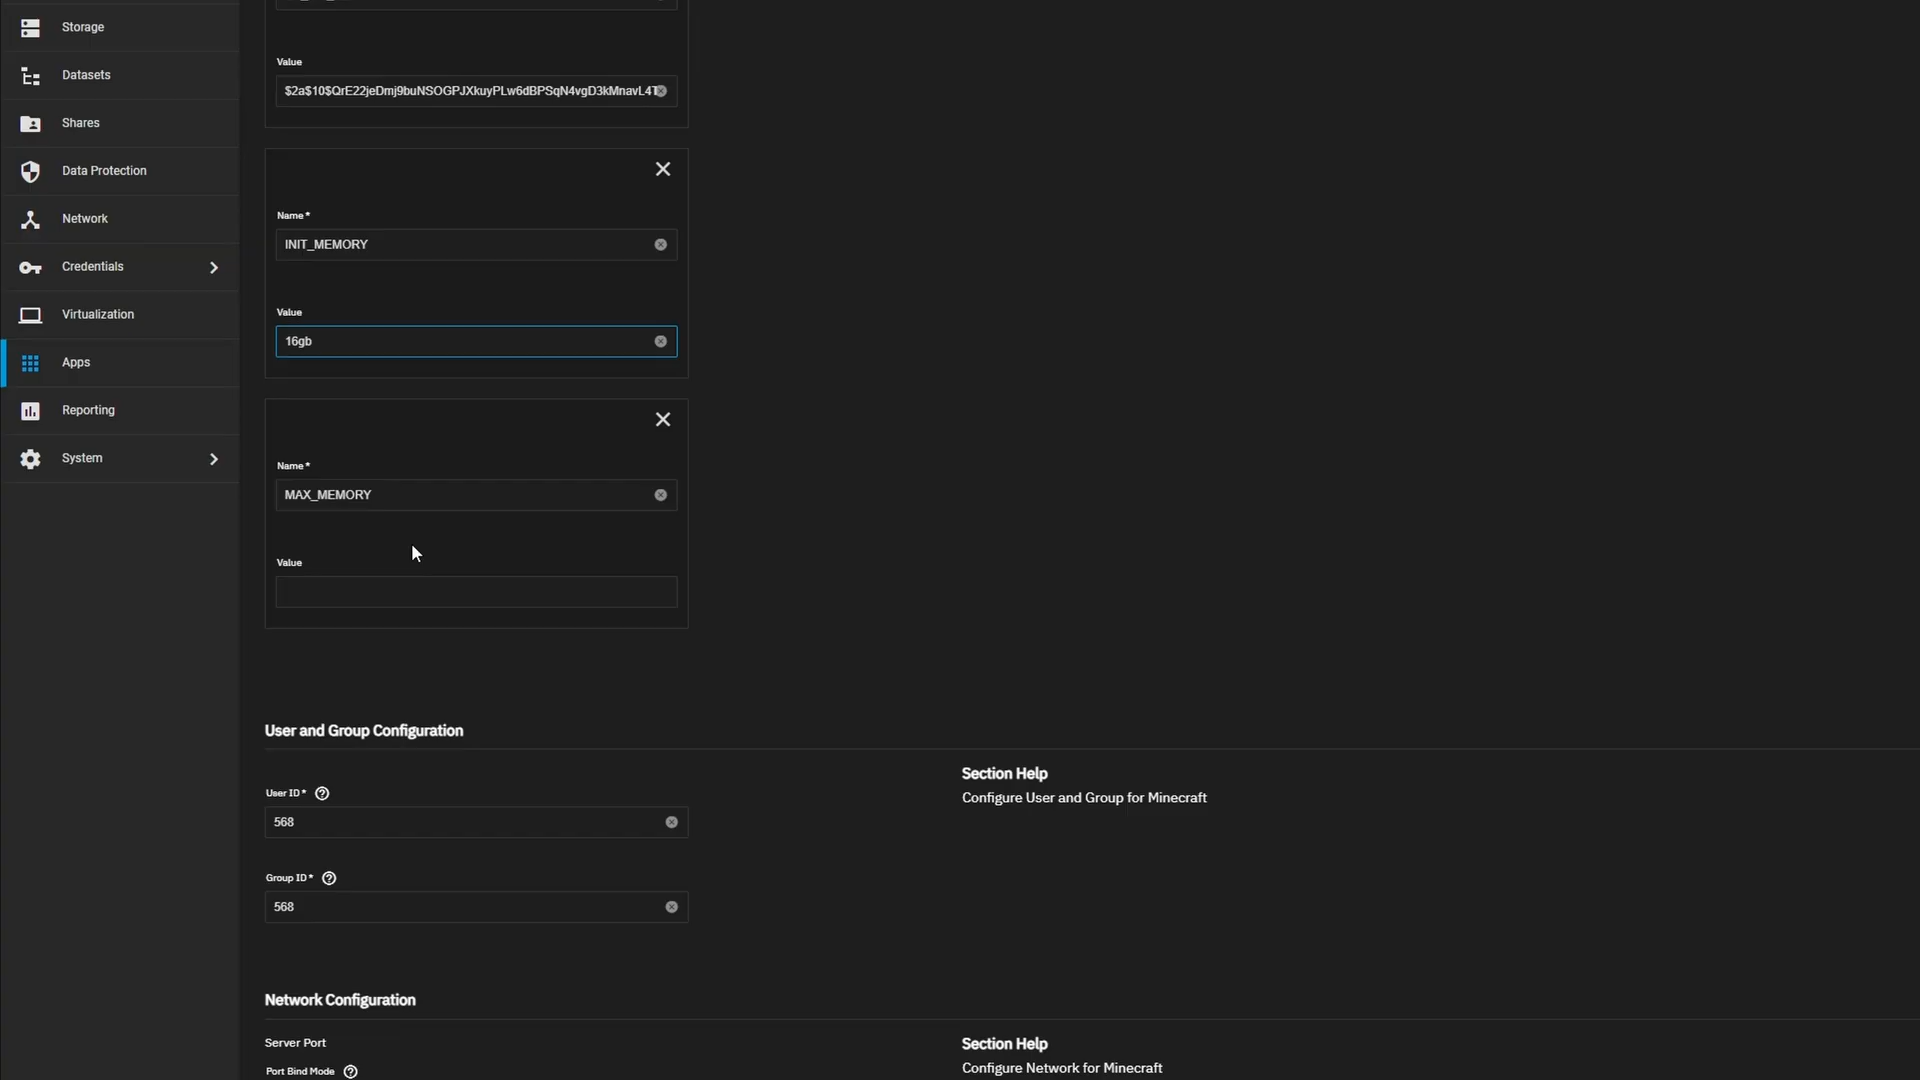 Storage
Datasets
Shares
Data Protection
Network
Credentials
Virtualization
Apps
Reporting
System
Value
$2a$10$QrE22jeDmj9buNSOGPJXkuyPLw6dBPSqN4vgD3kMnavL4T
Name*
INIT_MEMORY
Value
16gb
Name*
MAX_MEMORY
Value
User and Group Configuration
User ID*
568
Group ID*
568
Section Help
Configure User and Group for Minecraft
Network Configuration
Server Port
Port Bind Mode
Section Help
Configure Network for Minecraft